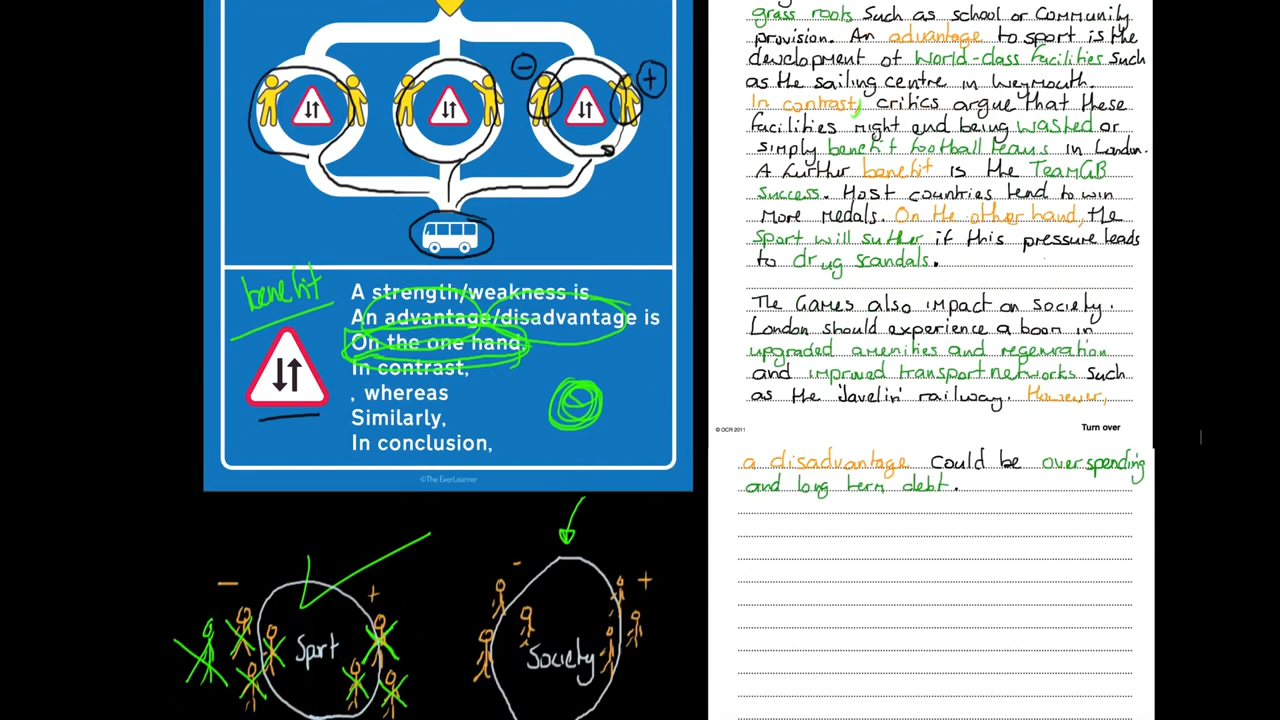 −
+
benefit
A strength/weakness is
An advantage/disadvantage is
On the one hand,
In contrast,
, whereas
Similarly,
In conclusion,
©The EverLearner
−
+
Sport
-
+
Society
grass roots such as school or community
provision. An advantage to sport is the
development of world-class facilities such
as the sailing centre in Weymouth
In contrast, critics argue that these
facilities might end being wasted or
simply benefit football teams in London.
A further benefit is the TeamGB
success. Host countries tend to win
more medals. On the other hand, the
sport will suffer if this pressure leads
to drug scandals.
The Games also impact on society.
London should experience a boom in
upgraded amenities and regeneration
and improved transport networks such
as the 'Javelin' railway. However,
© OCR 2011
Turn over
a disadvantage could be overspending
and long term debt.